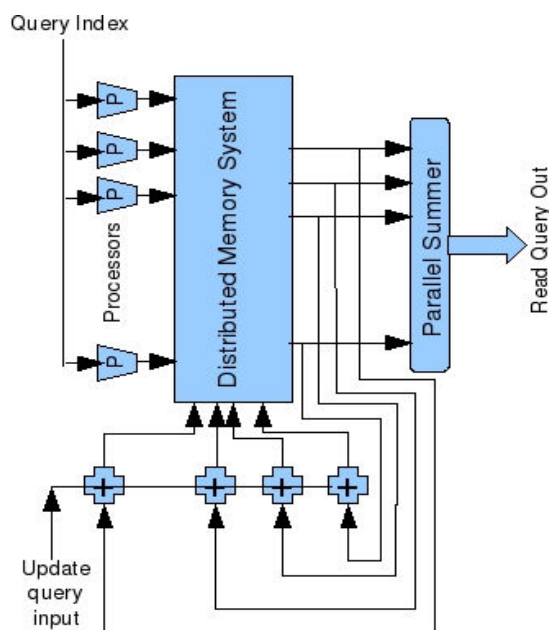 Query Index
P
P
P
P
Processors
Distributed Memory System
Parallel Summer
Read Query Out
+
+
+
+
Update
query
input